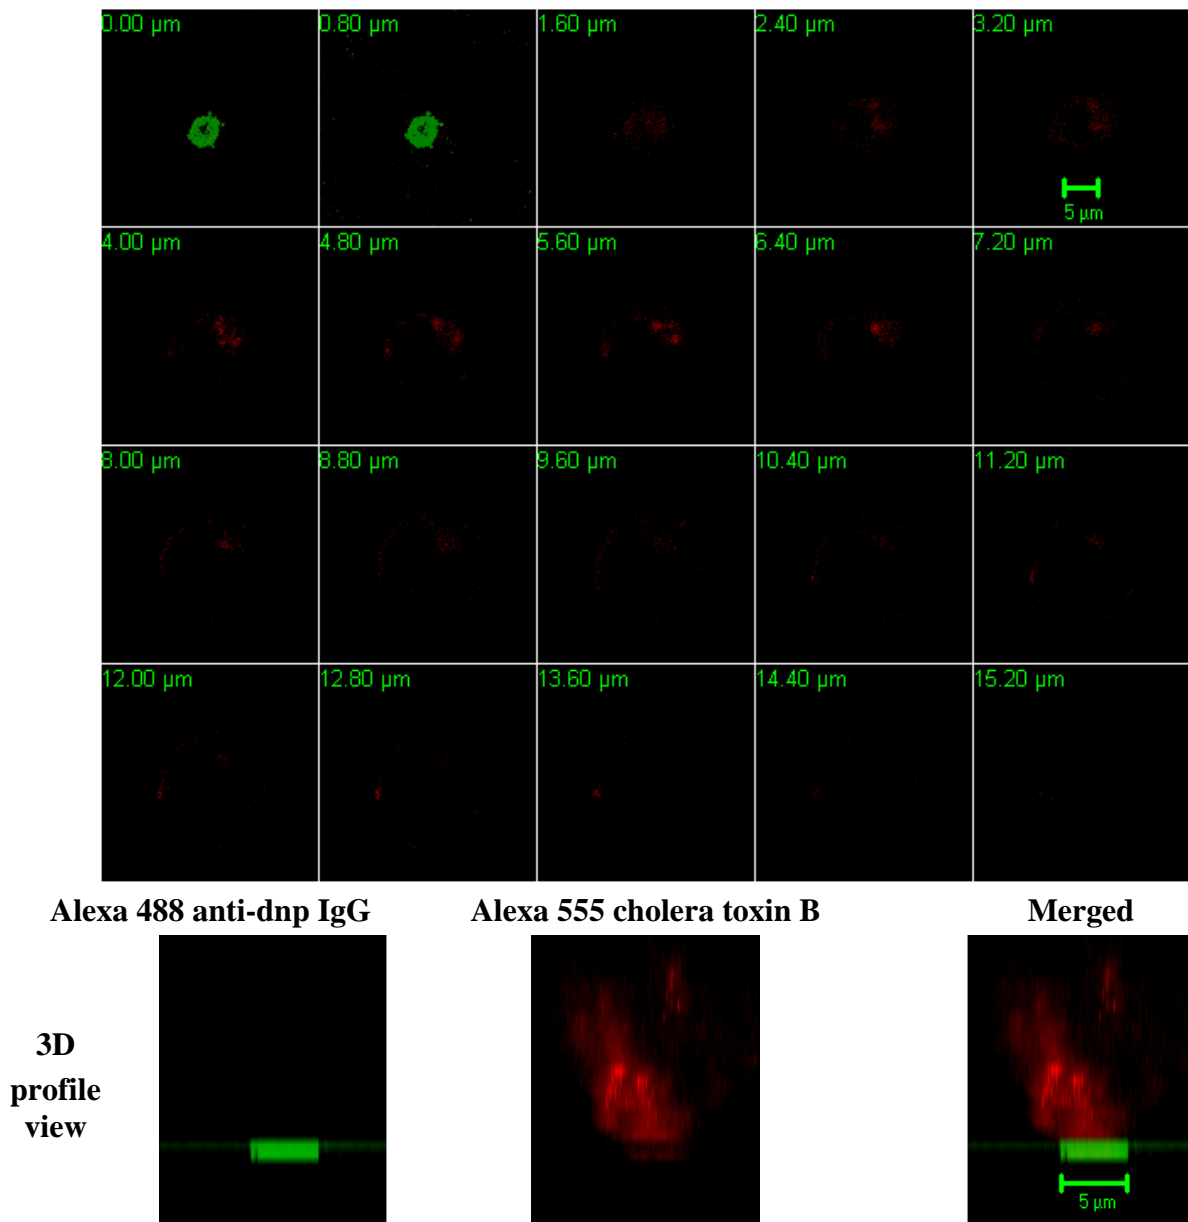 0.00 µm
0.80 µm
1.60 µm
2.40 µm
3.20 µm
5 µm
4.00 µm
4.80 µm
5.60 µm
6.40 µm
7.20 µm
8.00 µm
8.80 µm
9.60 µm
10.40 µm
11.20 µm
12.00 µm
12.80 µm
13.60 µm
14.40 µm
15.20 µm
Alexa 488 anti-dnp IgG
Alexa 555 cholera toxin B
Merged
3D
profile
view
5 µm